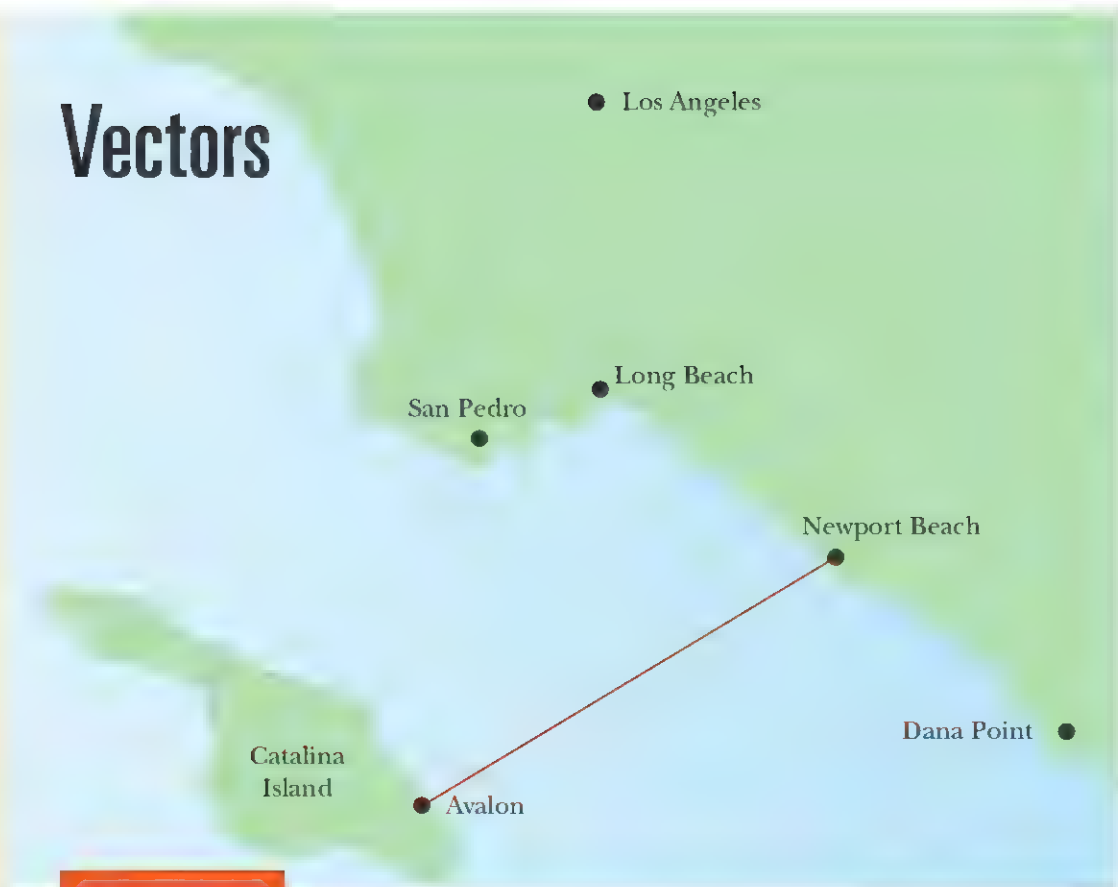 Vectors
Los Angeles
Long Beach
San Pedro
Newport Beach
Dana Point
Catalina
Island
Avalon